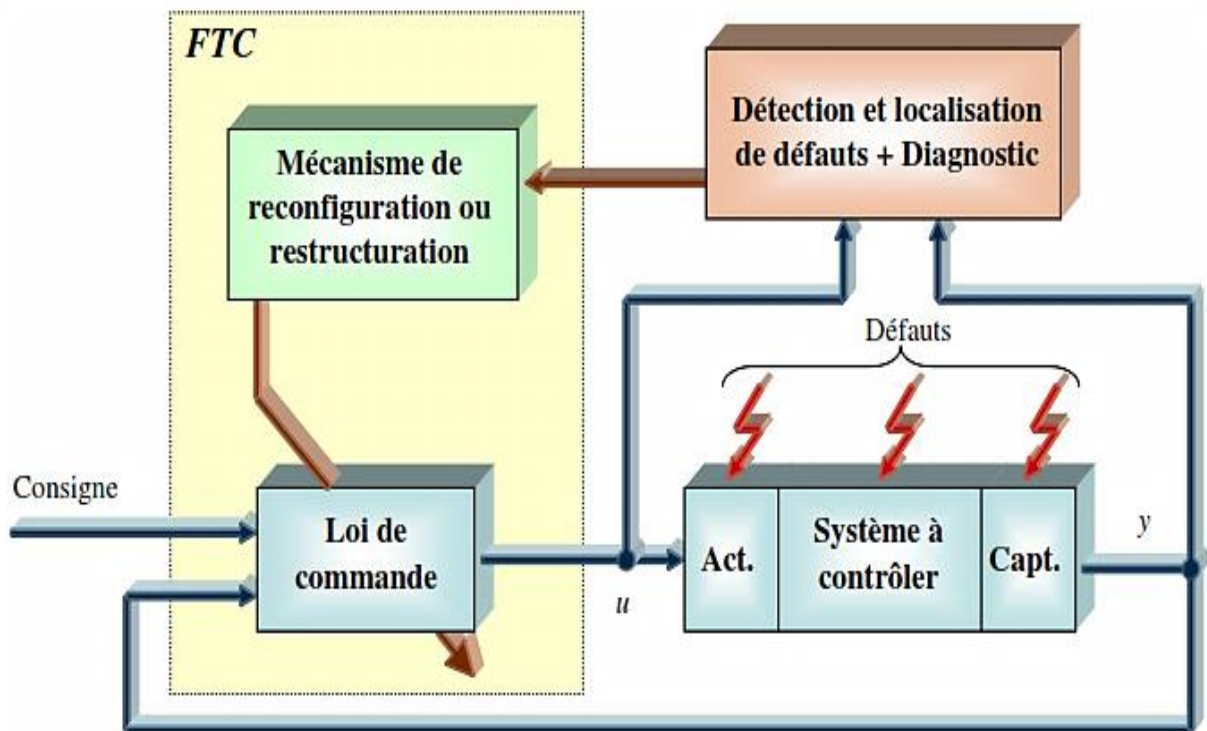 FTC
Détection et localisation
de défauts + Diagnostic
Mécanisme de
reconfiguration ou
restructuration
Défauts
Consigne
Loi de
commande
u
Act.
Système à
contrôler
Capt.
y